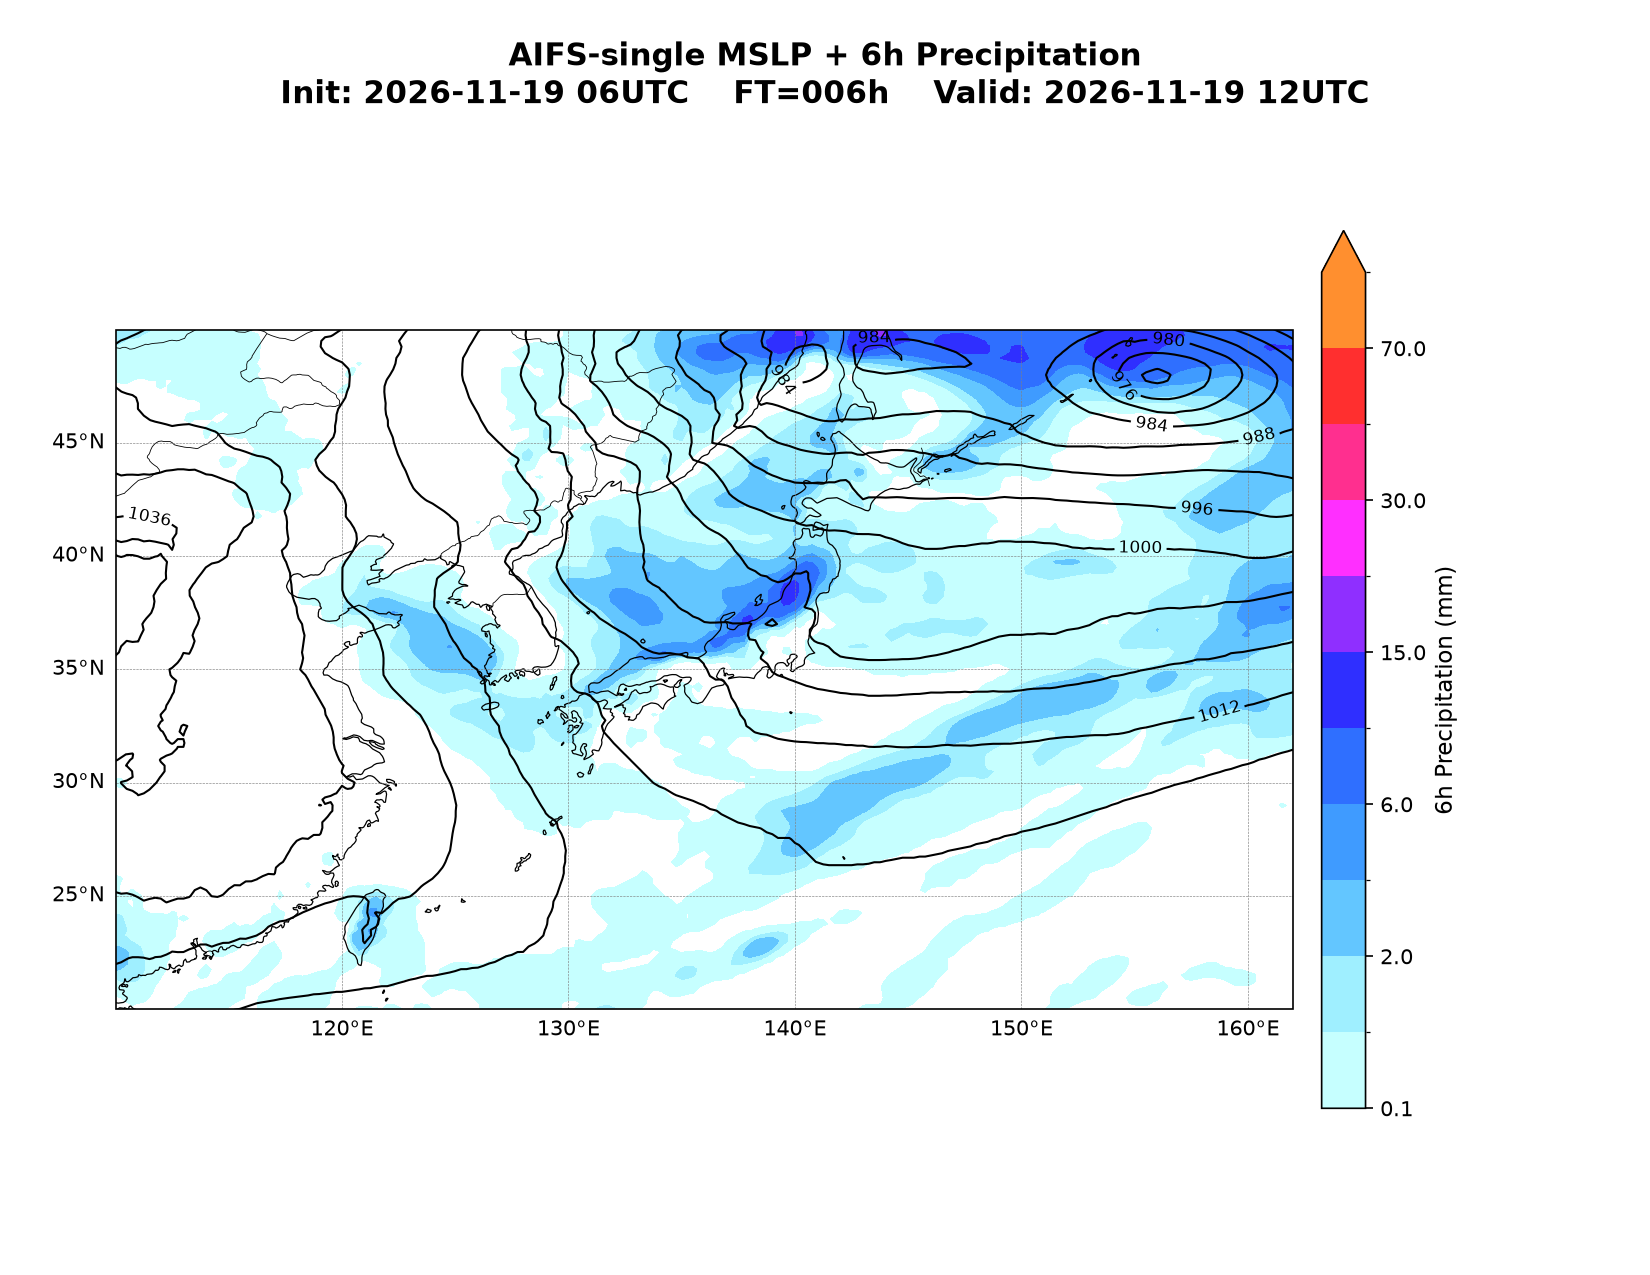 AIFS-single MSLP + 6h Precipitation
Init: 2026-11-19 06UTC    FT=006h    Valid: 2026-11-19 12UTC
984
980
984
976
984
988
1036
996
1000
1012
45°N
40°N
35°N
30°N
25°N
120°E
130°E
140°E
150°E
160°E
70.0
30.0
15.0
6.0
2.0
0.1
6h Precipitation (mm)